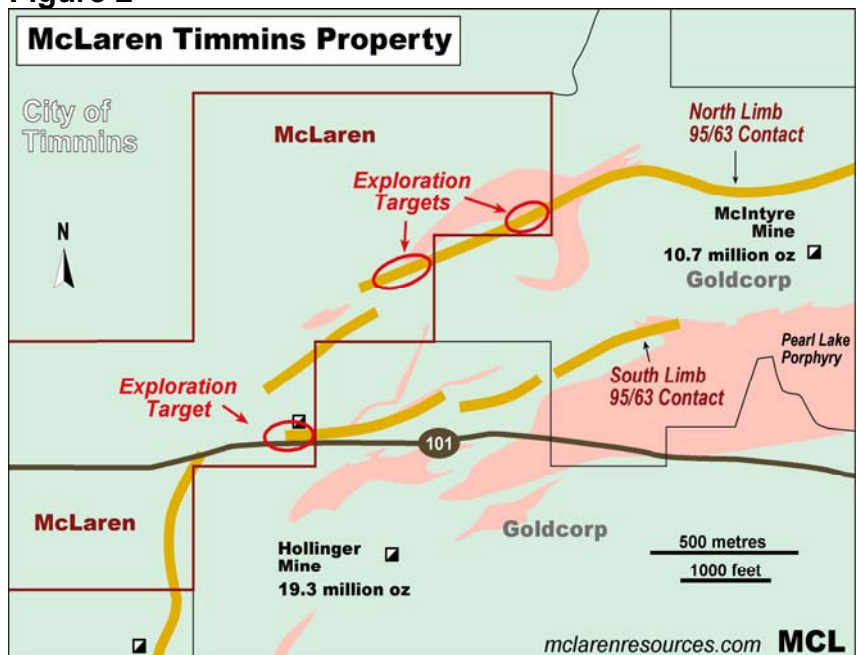 Figure 2
McLaren Timmins Property
City of
Timmins
McLaren
North Limb
95/63 Contact
Exploration
Targets
N
McIntyre
Mine
10.7 million oz
Goldcorp
Pearl Lake
Porphyry
South Limb
95/63 Contact
Exploration
Target
101
McLaren
Goldcorp
Hollinger
Mine
19.3 million oz
500 metres
1000 feet
mclarenresources.com MCL